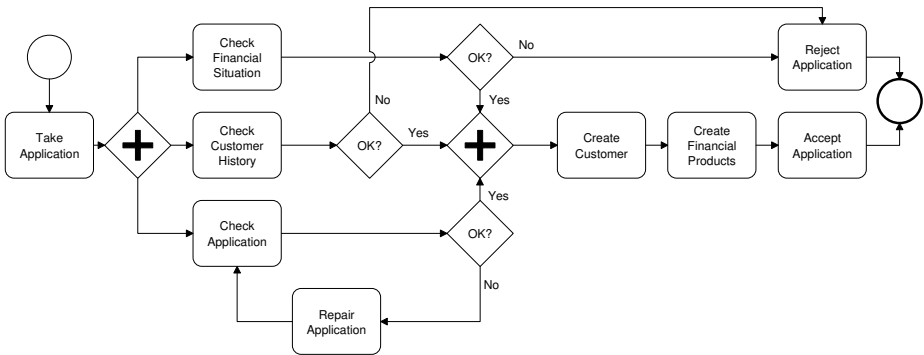 Check
Financial
Situation
OK?
No
Reject
Application
Yes
No
Take
Application
Check
Customer
History
OK?
Yes
Create
Customer
Create
Financial
Products
Accept
Application
Yes
Check
Application
OK?
No
Repair
Application